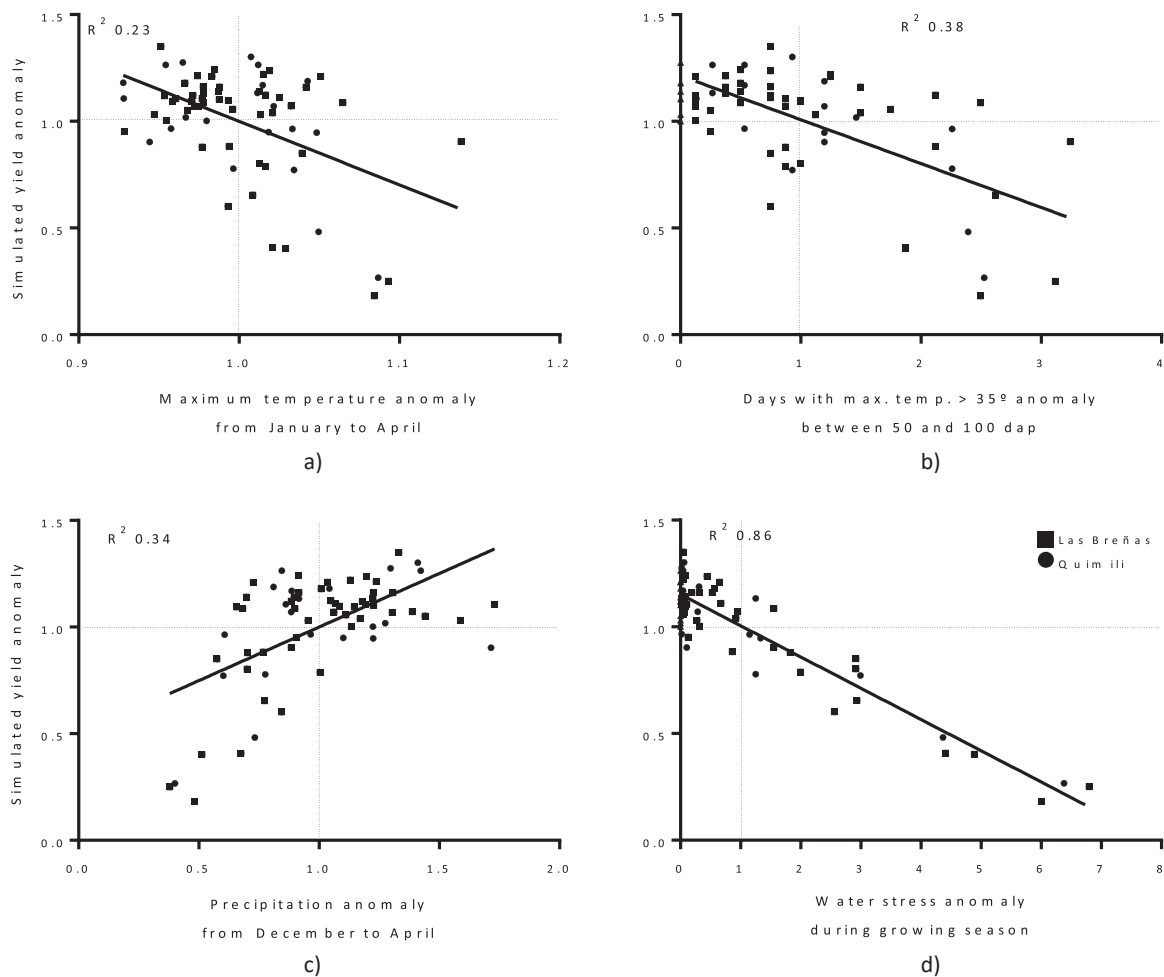 R² 0.23
Simulated yield anomaly
1.5
1.0
0.5
0.0
0.9 1.0 1.1 1.2
Maximum temperature anomaly
from January to April
a)
R² 0.38
1.5
1.0
0.5
0.0
0 1 2 3 4
Days with max. temp. > 35º anomaly
between 50 and 100 dap
b)
R² 0.34
Simulated yield anomaly
1.5
1.0
0.5
0.0
0.0 0.5 1.0 1.5 2.0
Precipitation anomaly
from December to April
c)
R² 0.86
Las Breñas
Quimili
1.5
1.0
0.5
0.0
0 1 2 3 4 5 6 7 8
Water stress anomaly
during growing season
d)